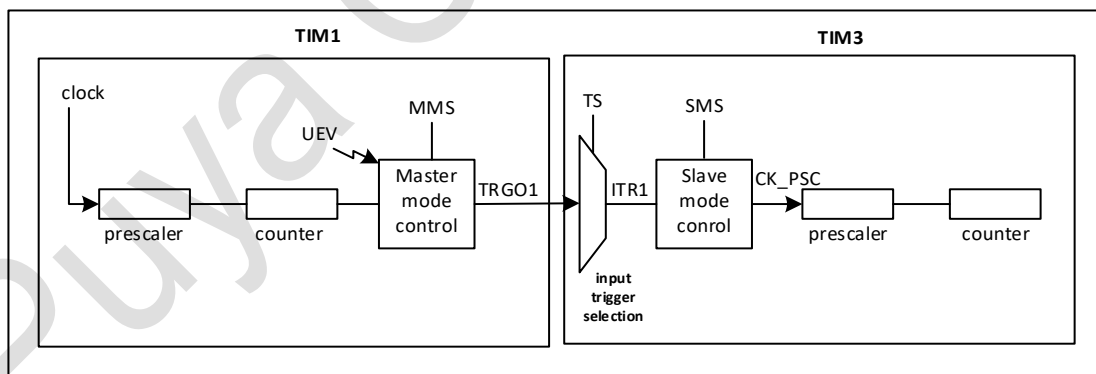 TIM1
TIM3
clock
UEV
MMS
Master
mode
control
TRGO1
prescaler
counter
TS
ITR1
input
trigger
selection
SMS
Slave
mode
conrol
CK_PSC
prescaler
counter
Puya C